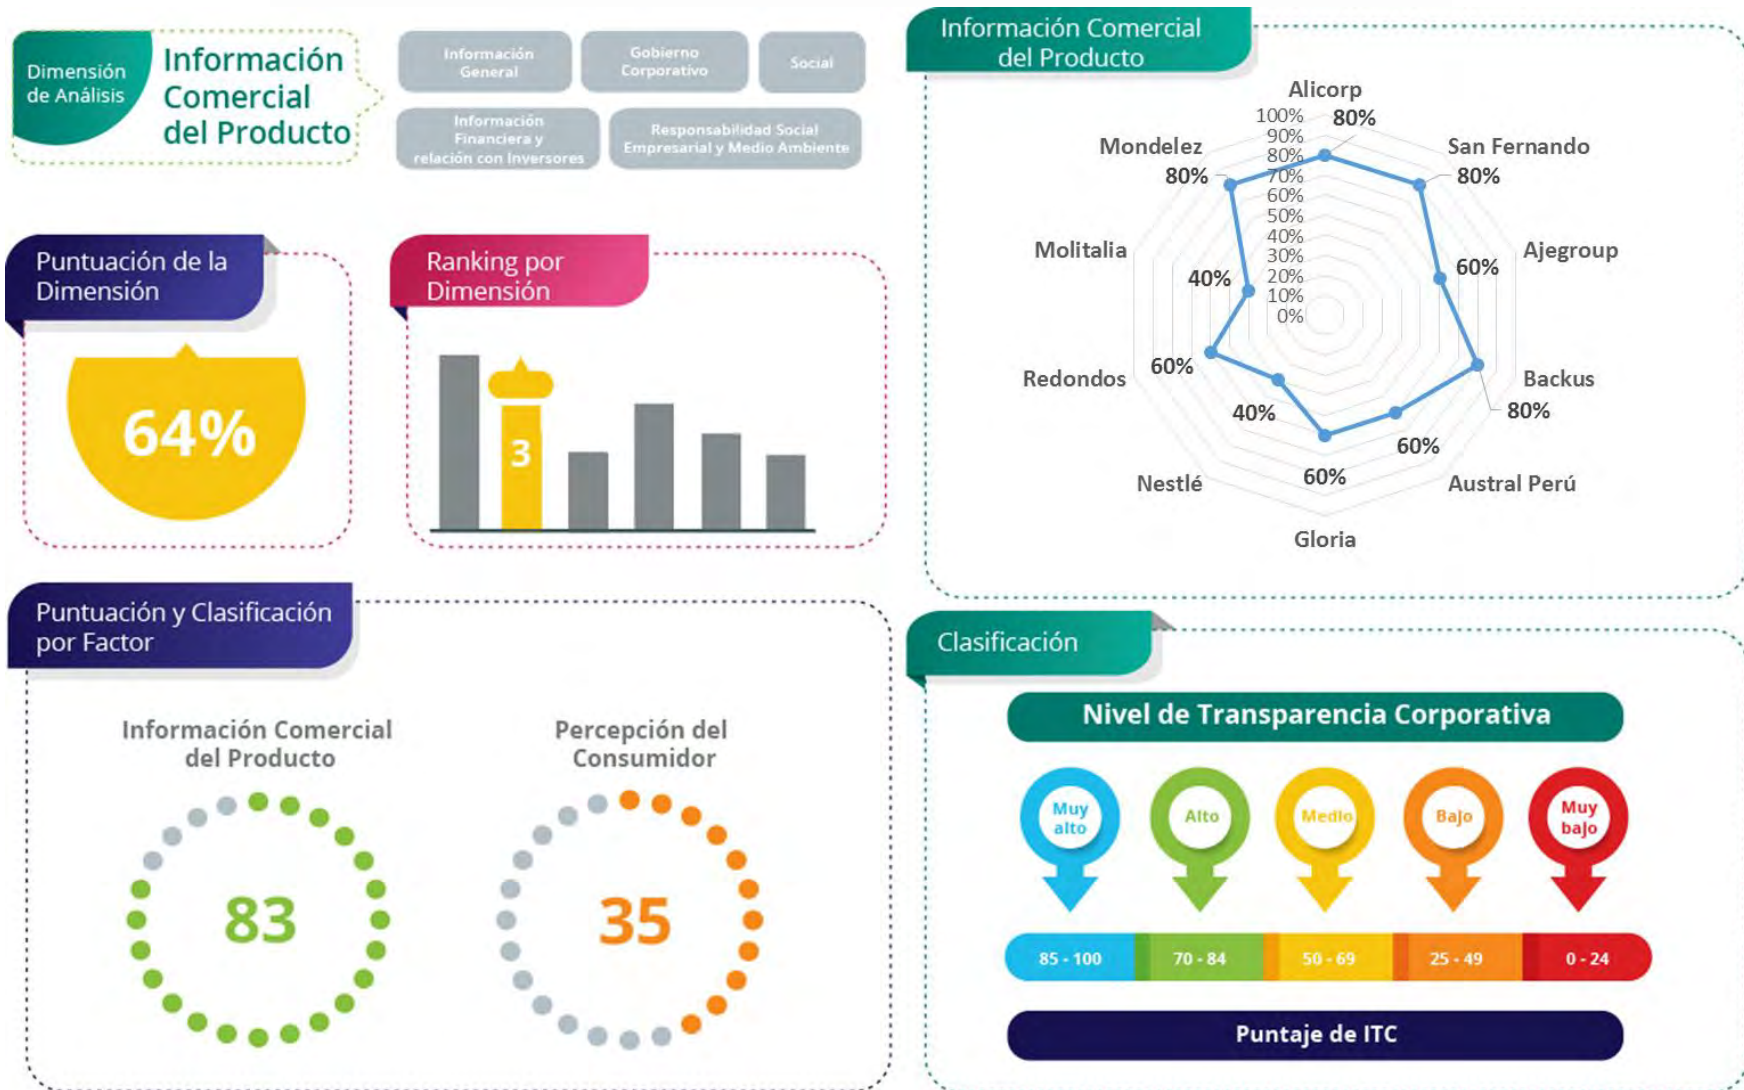 Dimensión
de Análisis
Información
Comercial
del Producto
Información
General
Gobierno
Corporativo
Social
Información
Financiera y
relación con Inversores
Responsabilidad Social
Empresarial y Medio Ambiente
Puntuación de la
Dimensión
64%
Ranking por
Dimensión
3
Puntuación y Clasificación
por Factor
Información Comercial
del Producto
83
Percepción del
Consumidor
35
Información Comercial
del Producto
Alicorp
80%
San Fernando
80%
Ajegroup
60%
Backus
80%
Austral Perú
60%
Gloria
60%
Nestlé
40%
Redondos
60%
Molitalia
40%
Mondelez
80%
100%
90%
80%
70%
60%
50%
40%
30%
20%
10%
0%
Clasificación
Nivel de Transparencia Corporativa
Muy
alto
Alto
Medio
Bajo
Muy
bajo
85 - 100
70 - 84
50 - 69
25 - 49
0 - 24
Puntaje de ITC